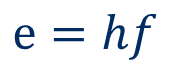 e = hf